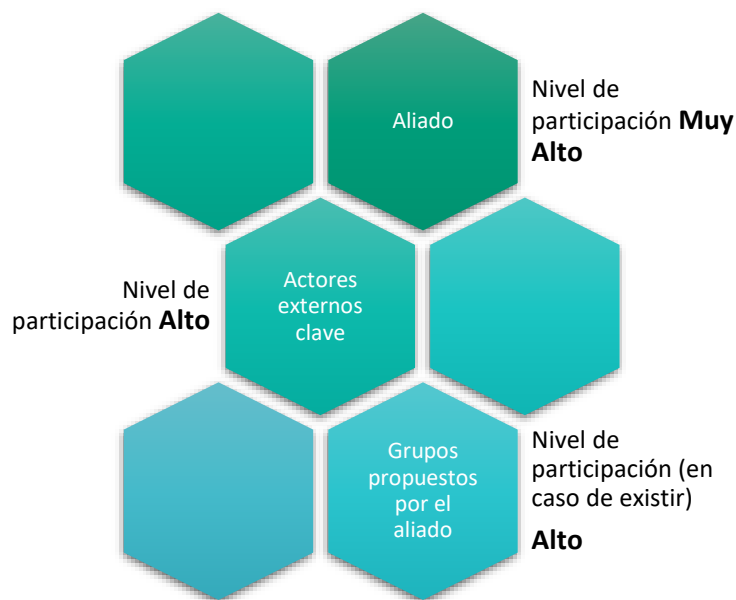 Aliado
Nivel de
participación Muy
Alto
Nivel de
participación Alto
Actores
externos
clave
Grupos
propuestos
por el
aliado
Nivel de
participación (en
caso de existir)
Alto